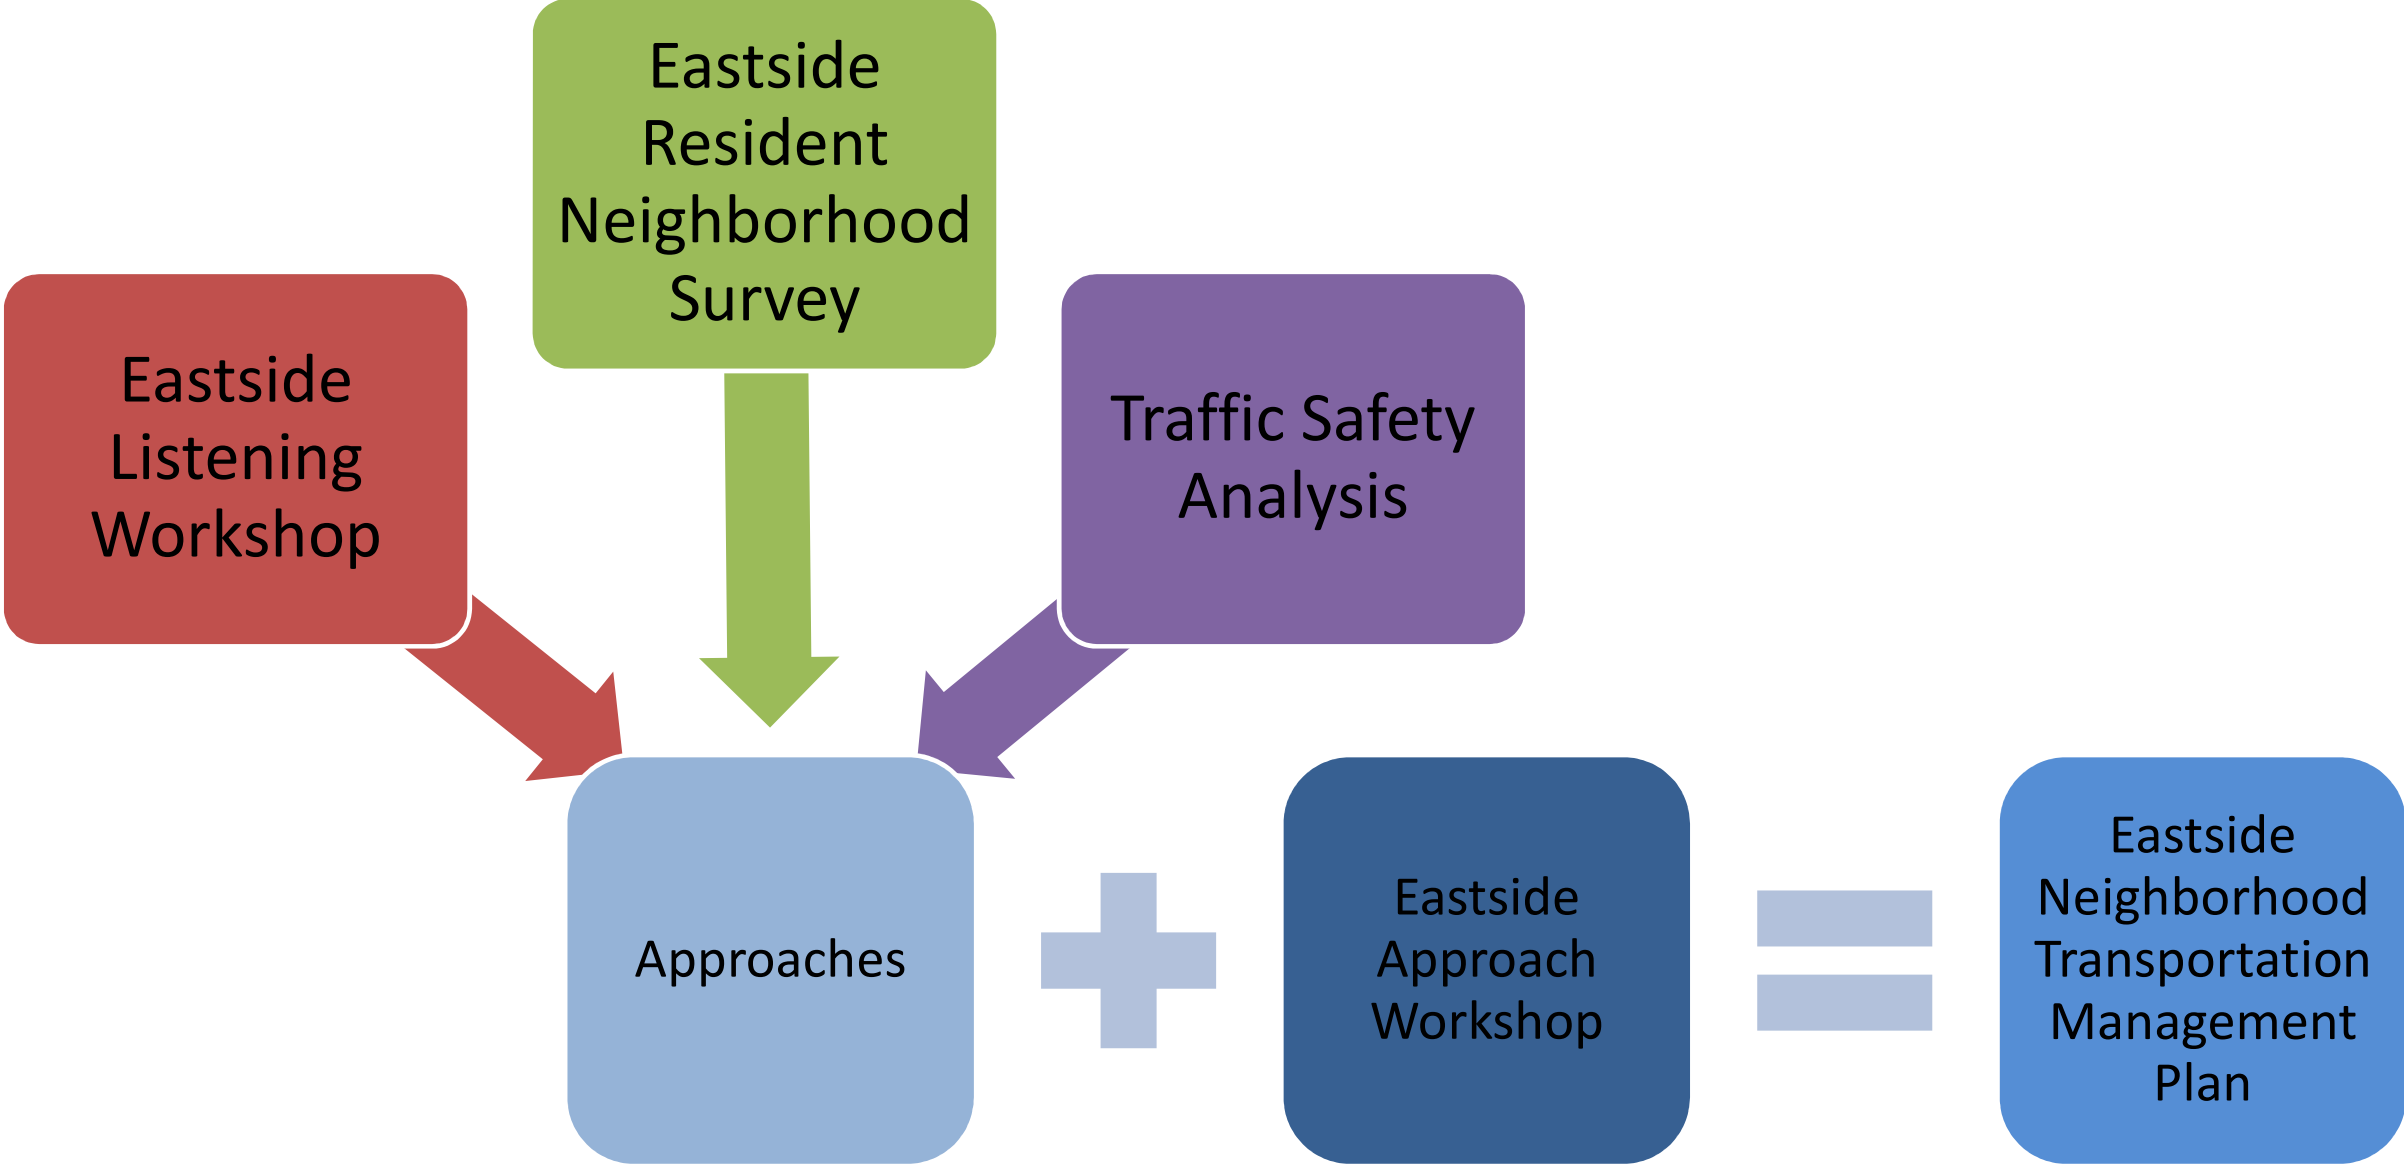 Eastside
Resident
Neighborhood
Survey
Eastside
Listening
Workshop
Traffic Safety
Analysis
Approaches
Eastside
Approach
Workshop
Eastside
Neighborhood
Transportation
Management
Plan